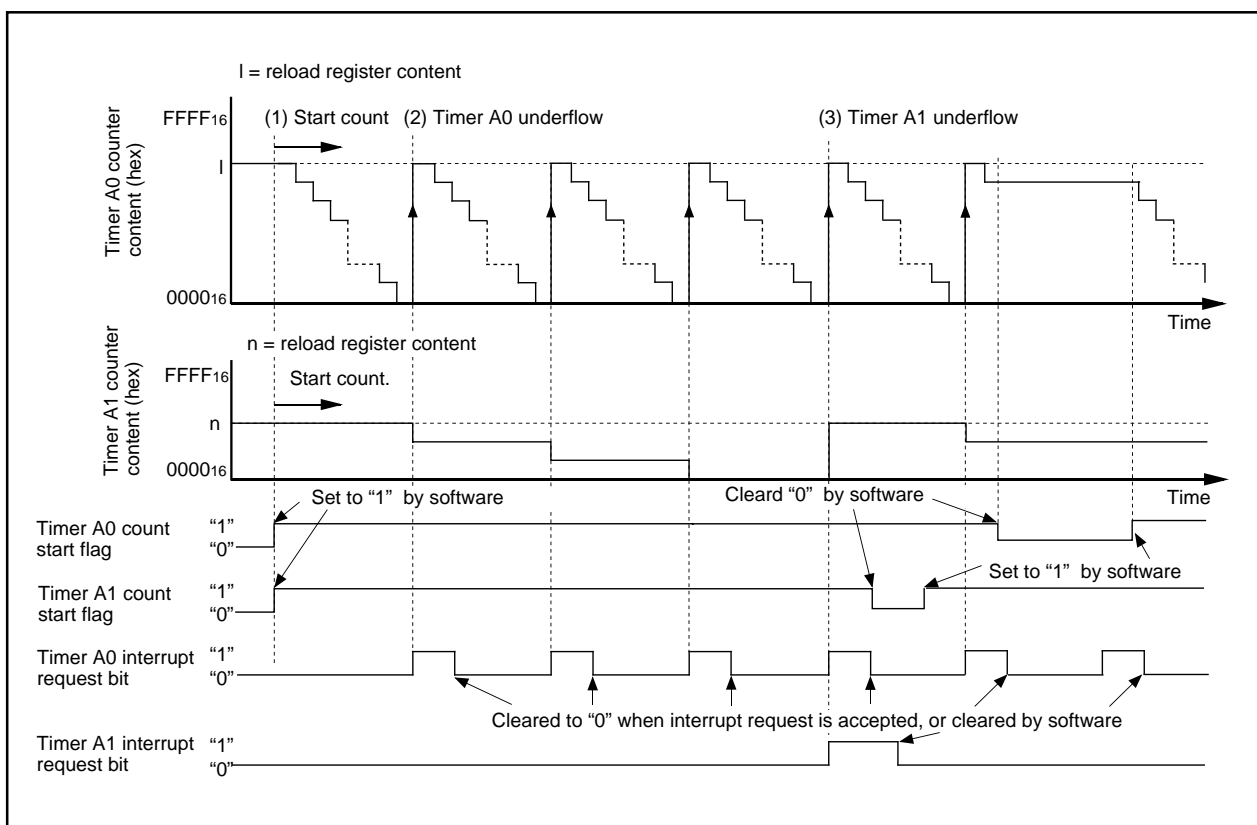 l = reload register content
FFFF16
(1) Start count
(2) Timer A0 underflow
(3) Timer A1 underflow
l
Timer A0 counter
content (hex)
000016
Time
n = reload register content
FFFF16
Start count.
n
Timer A1 counter
content (hex)
000016
Time
Set to “1” by software
Cleard “0” by software
Timer A0 count
start flag
“1”
“0”
Set to “1” by software
Timer A1 count
start flag
“1”
“0”
Timer A0 interrupt
request bit
“1”
“0”
Cleared to “0” when interrupt request is accepted, or cleared by software
Timer A1 interrupt
request bit
“1”
“0”